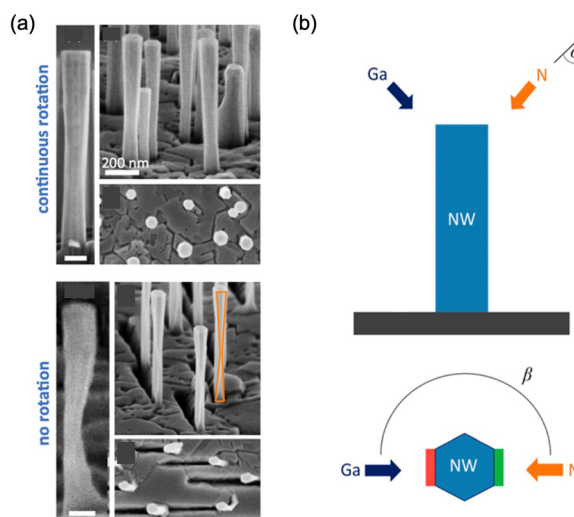 (a)
continuous rotation
200 nm
no rotation
(b)
Ga
N
NW
β
Ga
NW